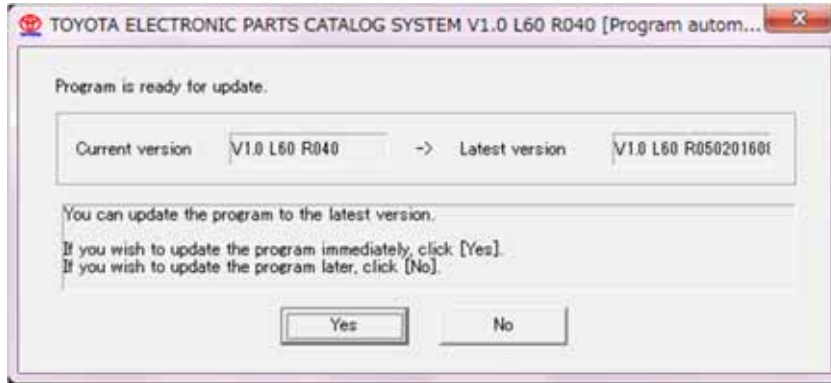 TOYOTA ELECTRONIC PARTS CATALOG SYSTEM V1.0 L60 R040 [Program autom...
Program is ready for update.
Current version V1.0 L60 R040 -> Latest version V1.0 L60 R05020160
You can update the program to the latest version.
If you wish to update the program immediately, click [Yes].
If you wish to update the program later, click [No].
Yes No